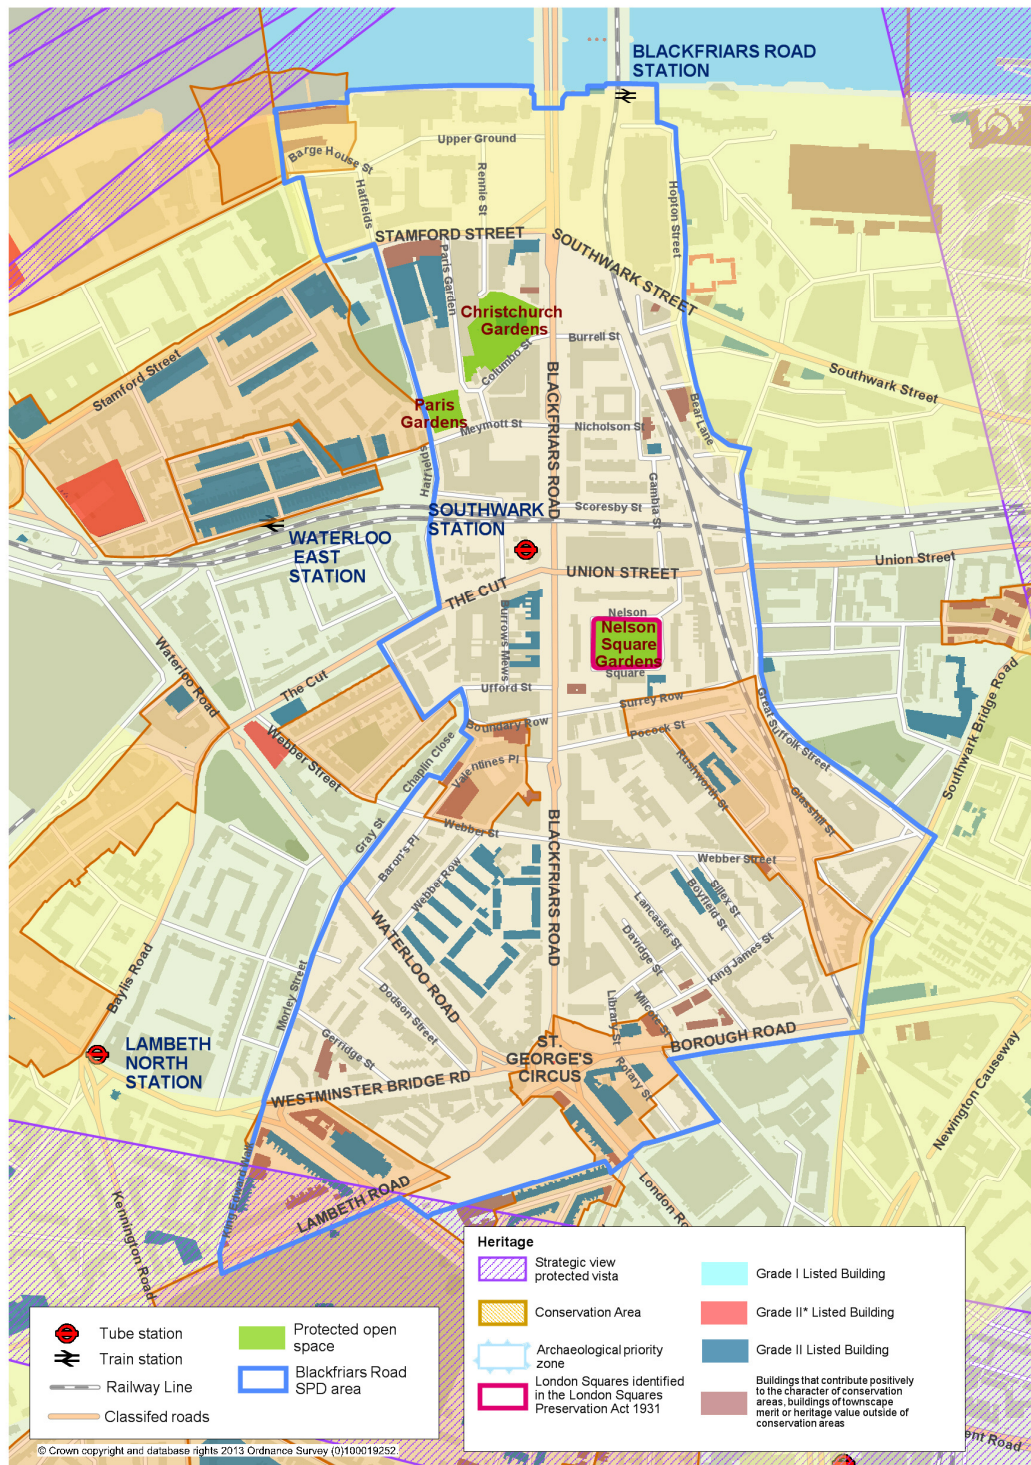 BLACKFRIARS ROAD
STATION
Upper Ground
Barge House St
Hatfields
Rennie St
Hopton Street
STAMFORD STREET
SOUTHWARK STREET
Paris Garden
Christchurch
Gardens
Columbo St
Burrell St
Stamford Street
Southwark Street
BLACKFRIARS ROAD
Paris
Gardens
Meymott St
Nicholson St
Bear Lane
Hatfields
Gambia St
SOUTHWARK
STATION
Scoresby St
WATERLOO
EAST
STATION
Union Street
UNION STREET
THE CUT
Burrows Mews
Nelson
Nelson
Square
Gardens
Square
Waterloo Road
The Cut
Ufford St
Surrey Row
Great Suffolk Street
Southwark Bridge Road
Boundary Row
Pocock St
Webber Street
Chaplin Close
Valentines Pl
Rushworth St
Glasshill St
BLACKFRIARS ROAD
Gray St
Webber St
Baron's Pl
Webber Row
Webber Street
Silex St
Boyfield St
Lancaster St
Davidge St
King James St
WATERLOO ROAD
Baylis Road
Morley Street
Dodson Street
Library St
Milcote St
Gerridge St
ST.
GEORGE'S
CIRCUS
BOROUGH ROAD
LAMBETH
NORTH
STATION
Rotary St
WESTMINSTER BRIDGE RD
Newington Causeway
King Edward Walk
Kennington Road
LAMBETH ROAD
London Ro
Heritage
Strategic view
protected vista
Conservation Area
Archaeological priority
zone
London Squares identified
in the London Squares
Preservation Act 1931
Grade I Listed Building
Grade II* Listed Building
Grade II Listed Building
Buildings that contribute positively
to the character of conservation
areas, buildings of townscape
merit or heritage value outside of
conservation areas
Tube station
Train station
Railway Line
Classifed roads
Protected open
space
Blackfriars Road
SPD area
ent Road
© Crown copyright and database rights 2013 Ordnance Survey (0)100019252.